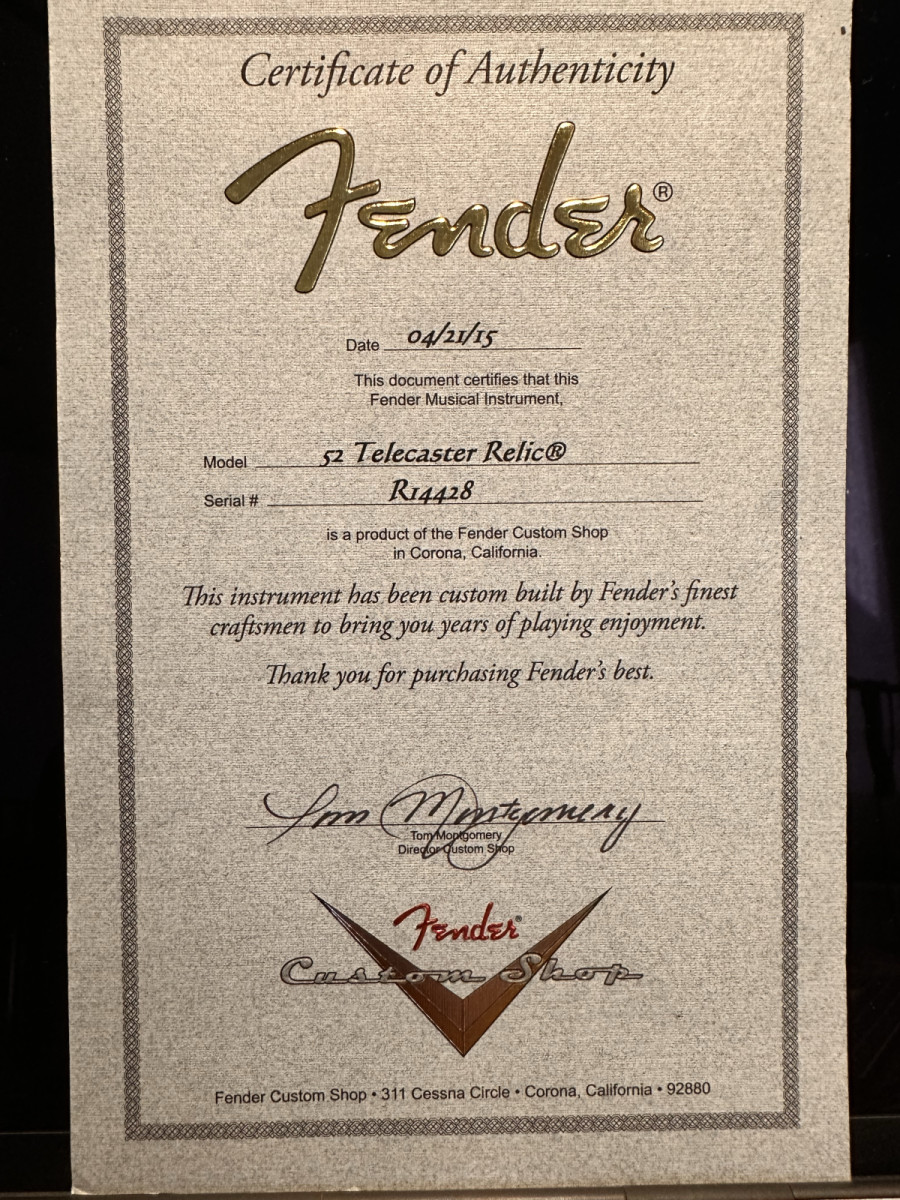 Certificate of Authenticity
Fender®
Date 04/21/15
This document certifies that this
Fender Musical Instrument,
Model 52 Telecaster Relic®
Serial # R14428
is a product of the Fender Custom Shop
in Corona, California.
This instrument has been custom built by Fender's finest
craftsmen to bring you years of playing enjoyment.
Thank you for purchasing Fender's best.
Tom Montgomery
Tom Montgomery
Director Custom Shop
Fender®
Custom Shop
Fender Custom Shop • 311 Cessna Circle • Corona, California • 92880